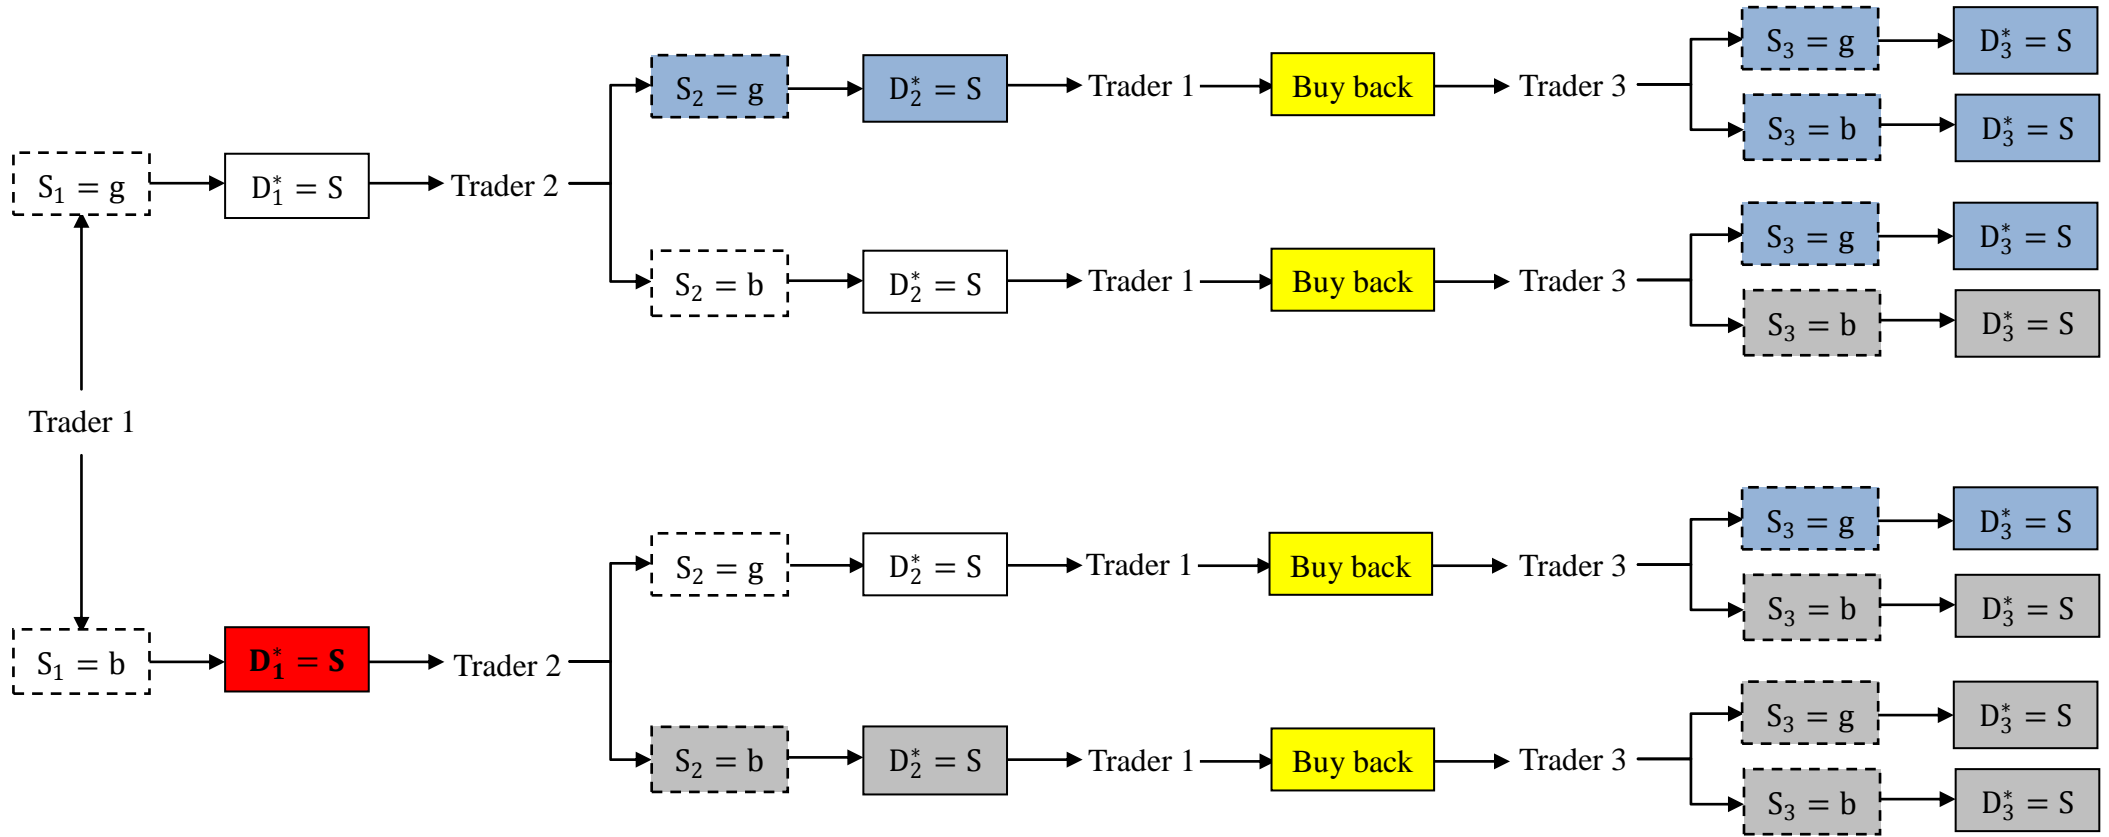 S₃ = g D₃* = S
S₂ = g D₂* = S Trader 1 Buy back Trader 3
S₃ = b D₃* = S
S₁ = g D₁* = S Trader 2
S₃ = g D₃* = S
S₂ = b D₂* = S Trader 1 Buy back Trader 3
S₃ = b D₃* = S
Trader 1
S₃ = g D₃* = S
S₂ = g D₂* = S Trader 1 Buy back Trader 3
S₃ = b D₃* = S
S₁ = b D₁* = S Trader 2
S₃ = g D₃* = S
S₂ = b D₂* = S Trader 1 Buy back Trader 3
S₃ = b D₃* = S